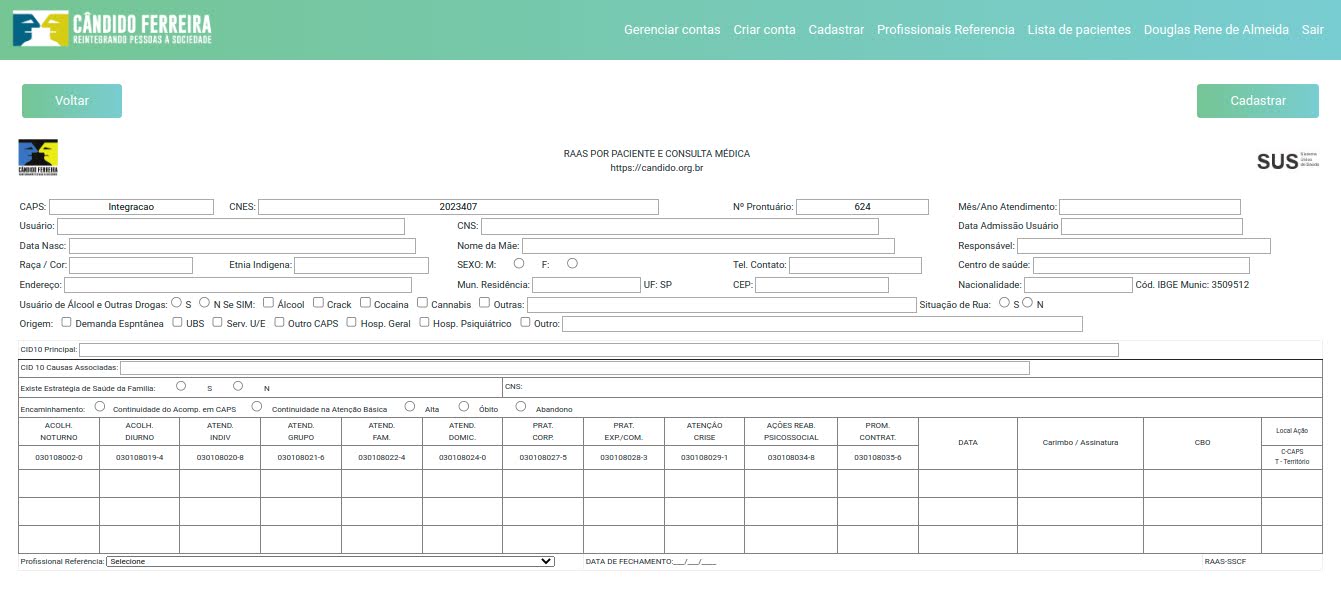 CÂNDIDO FERREIRA
REINTEGRANDO PESSOAS À SOCIEDADE
Gerenciar contas Criar conta Cadastrar Profissionais Referencia Lista de pacientes Douglas Rene de Almeida Sair
Voltar Cadastrar
CÂNDIDO FERREIRA
RAAS POR PACIENTE E CONSULTA MÉDICA
https://candido.org.br
SUS Sistema
Único
de Saúde
CAPS: Integracao CNES: 2023407 Nº Prontuário: 624 Mês/Ano Atendimento:
Usuário: CNS: Data Admissão Usuário
Data Nasc: Nome da Mãe: Responsável:
Raça / Cor: Etnia Indigena: SEXO: M: F: Tel. Contato: Centro de saúde:
Endereço: Mun. Residência: UF: SP CEP: Nacionalidade: Cód. IBGE Munic: 3509512
Usuário de Álcool e Outras Drogas: S N Se SIM: Álcool Crack Cocaina Cannabis Outras: Situação de Rua: S N
Origem: Demanda Espntânea UBS Serv. U/E Outro CAPS Hosp. Geral Hosp. Psiquiátrico Outro:
CID10 Principal:
CID 10 Causas Associadas:
Existe Estratégia de Saúde da Familia: S N CNS:
Encaminhamento: Continuidade do Acomp. em CAPS Continuidade na Atenção Básica Alta Óbito Abandono
ACOLH. NOTURNO ACOLH. DIURNO ATEND. INDIV ATEND. GRUPO ATEND. FAM. ATEND. DOMIC. PRAT. CORP. PRAT. EXP./COM. ATENÇÃO CRISE AÇÕES REAB. PSICOSSOCIAL PROM. CONTRAT. DATA Carimbo / Assinatura CBO Local Ação
030108002-0 030108019-4 030108020-8 030108021-6 030108022-4 030108024-0 030108027-5 030108028-3 030108029-1 030108034-8 030108035-6 C-CAPS
T - Território
Profissional Referência: Selecione DATA DE FECHAMENTO:___/___/____ RAAS-SSCF